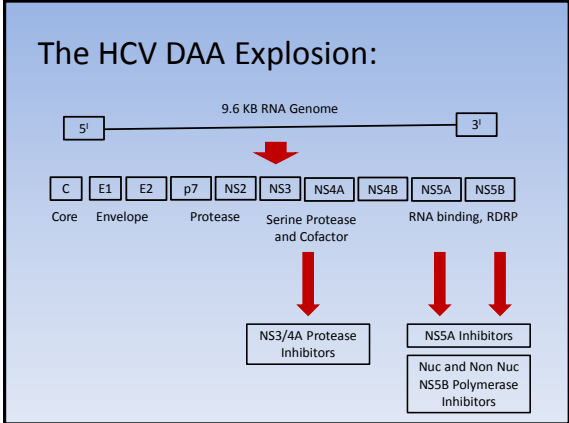 The HCV DAA Explosion:
9.6 KB RNA Genome
5ᴵ
3ᴵ
C E1 E2 p7 NS2 NS3 NS4A NS4B NS5A NS5B
Core Envelope Protease Serine Protease RNA binding, RDRP
and Cofactor
NS3/4A Protease
Inhibitors
NS5A Inhibitors
Nuc and Non Nuc
NS5B Polymerase
Inhibitors